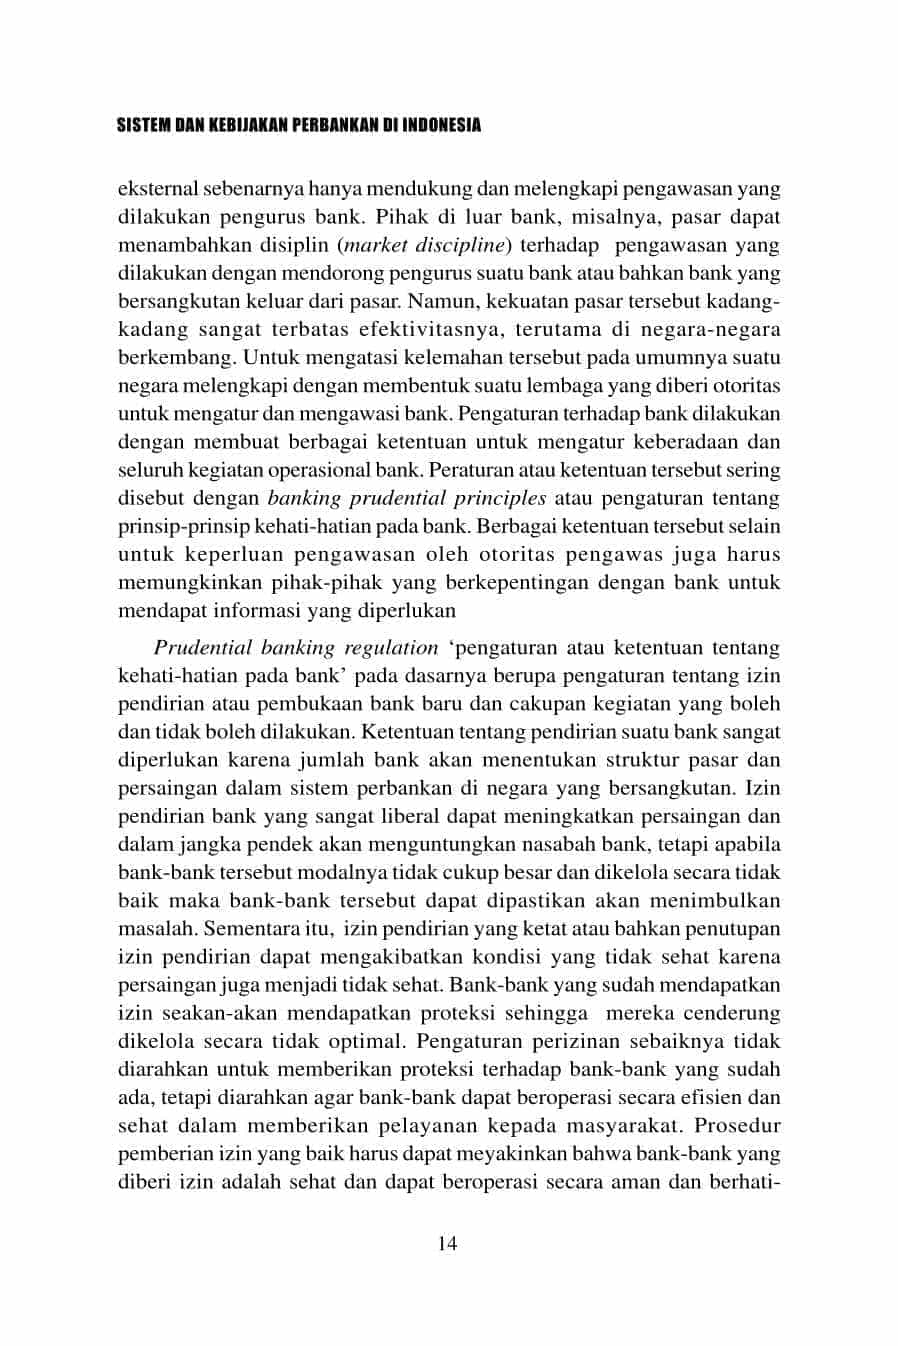 SISTEM DAN KEBIJAKAN PERBANKAN DI INDONESIA
eksternal sebenarnya hanya mendukung dan melengkapi pengawasan yang
dilakukan pengurus bank. Pihak di luar bank, misalnya, pasar dapat
menambahkan disiplin (market discipline) terhadap pengawasan yang
dilakukan dengan mendorong pengurus suatu bank atau bahkan bank yang
bersangkutan keluar dari pasar. Namun, kekuatan pasar tersebut kadang-
kadang sangat terbatas efektivitasnya, terutama di negara-negara
berkembang. Untuk mengatasi kelemahan tersebut pada umumnya suatu
negara melengkapi dengan membentuk suatu lembaga yang diberi otoritas
untuk mengatur dan mengawasi bank. Pengaturan terhadap bank dilakukan
dengan membuat berbagai ketentuan untuk mengatur keberadaan dan
seluruh kegiatan operasional bank. Peraturan atau ketentuan tersebut sering
disebut dengan banking prudential principles atau pengaturan tentang
prinsip-prinsip kehati-hatian pada bank. Berbagai ketentuan tersebut selain
untuk keperluan pengawasan oleh otoritas pengawas juga harus
memungkinkan pihak-pihak yang berkepentingan dengan bank untuk
mendapat informasi yang diperlukan
Prudential banking regulation ‘pengaturan atau ketentuan tentang
kehati-hatian pada bank’ pada dasarnya berupa pengaturan tentang izin
pendirian atau pembukaan bank baru dan cakupan kegiatan yang boleh
dan tidak boleh dilakukan. Ketentuan tentang pendirian suatu bank sangat
diperlukan karena jumlah bank akan menentukan struktur pasar dan
persaingan dalam sistem perbankan di negara yang bersangkutan. Izin
pendirian bank yang sangat liberal dapat meningkatkan persaingan dan
dalam jangka pendek akan menguntungkan nasabah bank, tetapi apabila
bank-bank tersebut modalnya tidak cukup besar dan dikelola secara tidak
baik maka bank-bank tersebut dapat dipastikan akan menimbulkan
masalah. Sementara itu, izin pendirian yang ketat atau bahkan penutupan
izin pendirian dapat mengakibatkan kondisi yang tidak sehat karena
persaingan juga menjadi tidak sehat. Bank-bank yang sudah mendapatkan
izin seakan-akan mendapatkan proteksi sehingga mereka cenderung
dikelola secara tidak optimal. Pengaturan perizinan sebaiknya tidak
diarahkan untuk memberikan proteksi terhadap bank-bank yang sudah
ada, tetapi diarahkan agar bank-bank dapat beroperasi secara efisien dan
sehat dalam memberikan pelayanan kepada masyarakat. Prosedur
pemberian izin yang baik harus dapat meyakinkan bahwa bank-bank yang
diberi izin adalah sehat dan dapat beroperasi secara aman dan berhati-
14